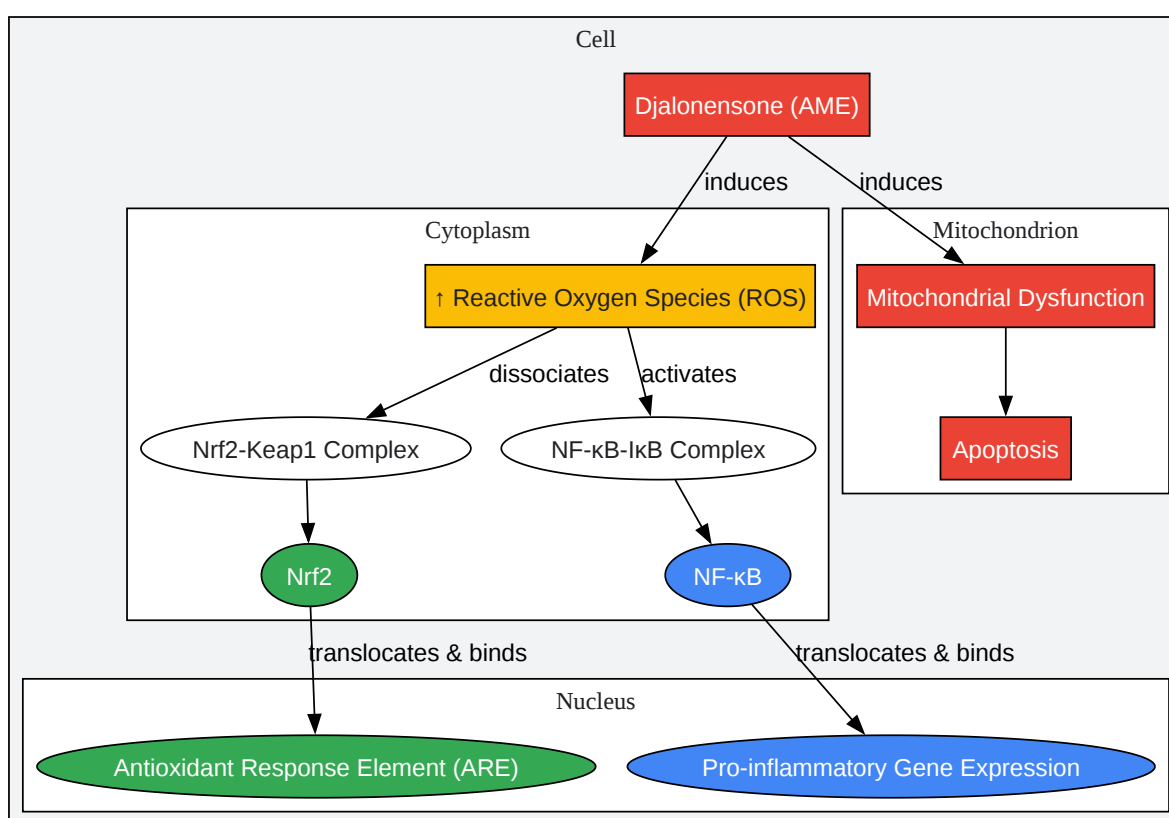 Cell
Djalonensone (AME)
induces
induces
Cytoplasm
Mitochondrion
↑ Reactive Oxygen Species (ROS)
Mitochondrial Dysfunction
dissociates
activates
Nrf2-Keap1 Complex
NF-κB-IκB Complex
Apoptosis
Nrf2
NF-κB
translocates & binds
translocates & binds
Nucleus
Antioxidant Response Element (ARE)
Pro-inflammatory Gene Expression